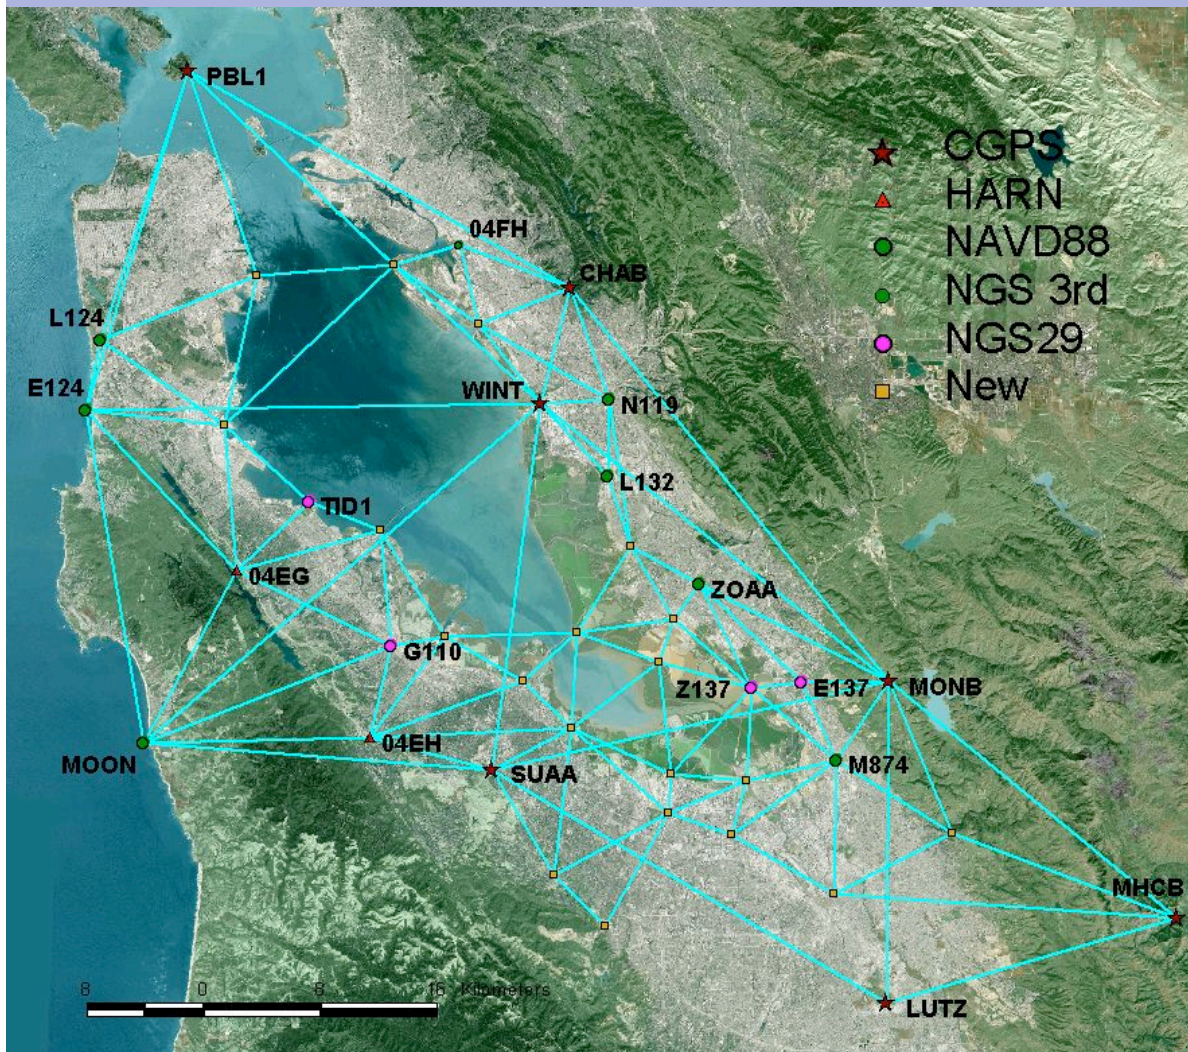 PBL1
CGPS
HARN
04FH
NAVD88
CHAB
NGS 3rd
L124
NGS29
E124
WINT
N119
New
L132
TID1
04EG
ZOAA
G110
Z137
E137
MONB
04EH
MOON
SUAA
M874
MHCB
8 0 8 16 Kilometers
LUTZ